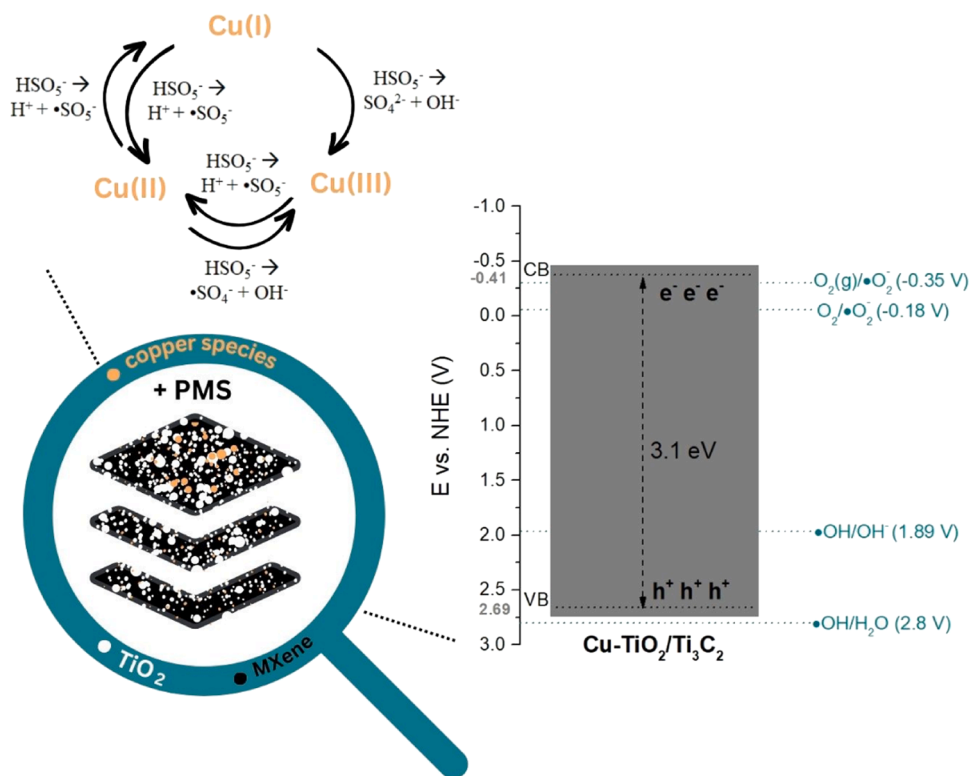 Cu(I)
HSO₅⁻ →
H⁺ + •SO₅⁻
HSO₅⁻ →
H⁺ + •SO₅⁻
HSO₅⁻ →
SO₄²⁻ + OH⁻
Cu(II)
HSO₅⁻ →
H⁺ + •SO₅⁻
Cu(III)
HSO₅⁻ →
•SO₄⁻ + OH⁻
copper species
+ PMS
TiO₂
MXene
E vs. NHE (V)
-1.0
-0.5
-0.41
0.0
0.5
1.0
1.5
2.0
2.5
2.69
3.0
CB
e⁻ e⁻ e⁻
3.1 eV
h⁺ h⁺ h⁺
VB
Cu-TiO₂/Ti₃C₂
O₂(g)/•O₂⁻ (-0.35 V)
O₂/•O₂⁻ (-0.18 V)
•OH/OH⁻ (1.89 V)
•OH/H₂O (2.8 V)